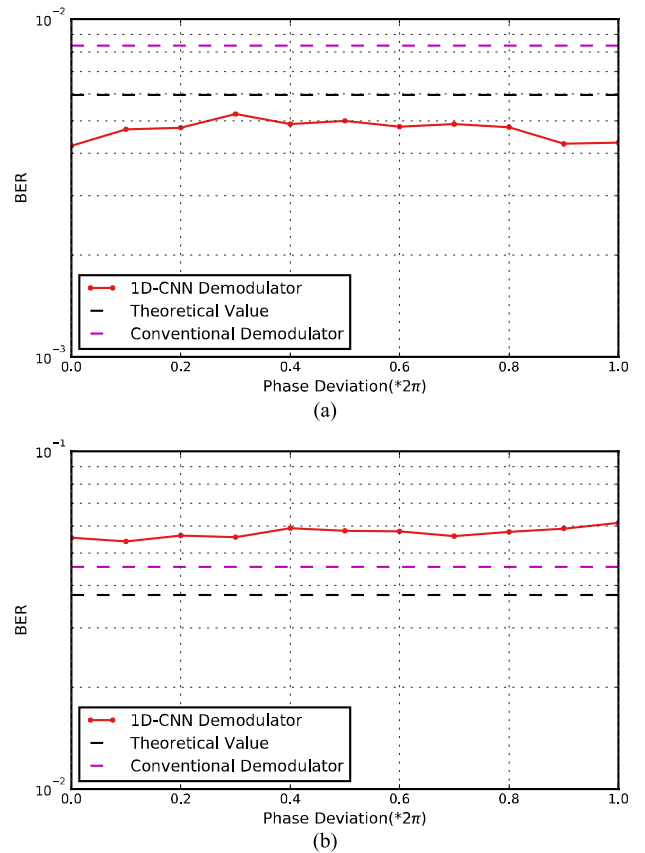 10⁻²
BER
1D-CNN Demodulator
Theoretical Value
Conventional Demodulator
10⁻³
0.0 0.2 0.4 0.6 0.8 1.0
Phase Deviation(*2π)
(a)
10⁻¹
BER
1D-CNN Demodulator
Theoretical Value
Conventional Demodulator
10⁻²
0.0 0.2 0.4 0.6 0.8 1.0
Phase Deviation(*2π)
(b)